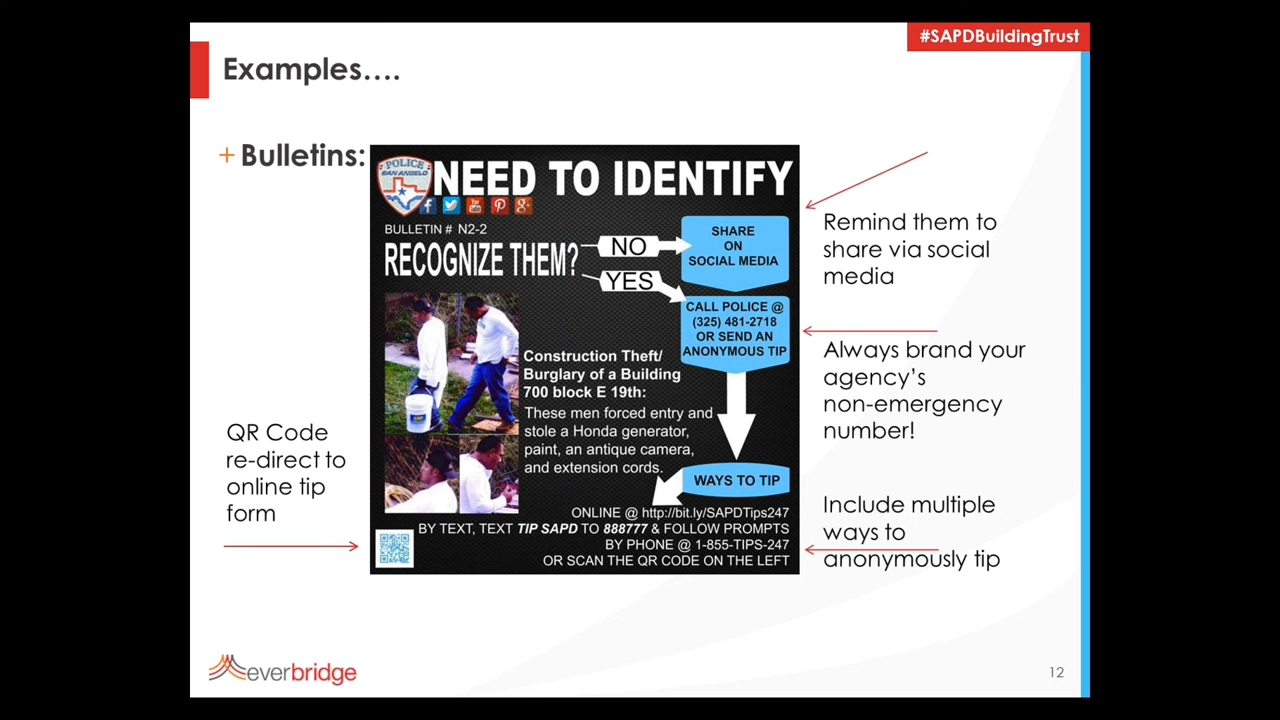 #SAPDBuildingTrust
Examples….
+ Bulletins:
POLICE
SAN ANGELO
NEED TO IDENTIFY
BULLETIN # N2-2
RECOGNIZE THEM?
NO
YES
SHARE
ON
SOCIAL MEDIA
CALL POLICE @
(325) 481-2718
OR SEND AN
ANONYMOUS TIP
Construction Theft/
Burglary of a Building
700 block E 19th:
These men forced entry and
stole a Honda generator,
paint, an antique camera,
and extension cords.
WAYS TO TIP
ONLINE @ http://bit.ly/SAPDTips247
BY TEXT, TEXT TIP SAPD TO 888777 & FOLLOW PROMPTS
BY PHONE @ 1-855-TIPS-247
OR SCAN THE QR CODE ON THE LEFT
Remind them to
share via social
media
Always brand your
agency’s
non-emergency
number!
Include multiple
ways to
anonymously tip
QR Code
re-direct to
online tip
form
everbridge
12